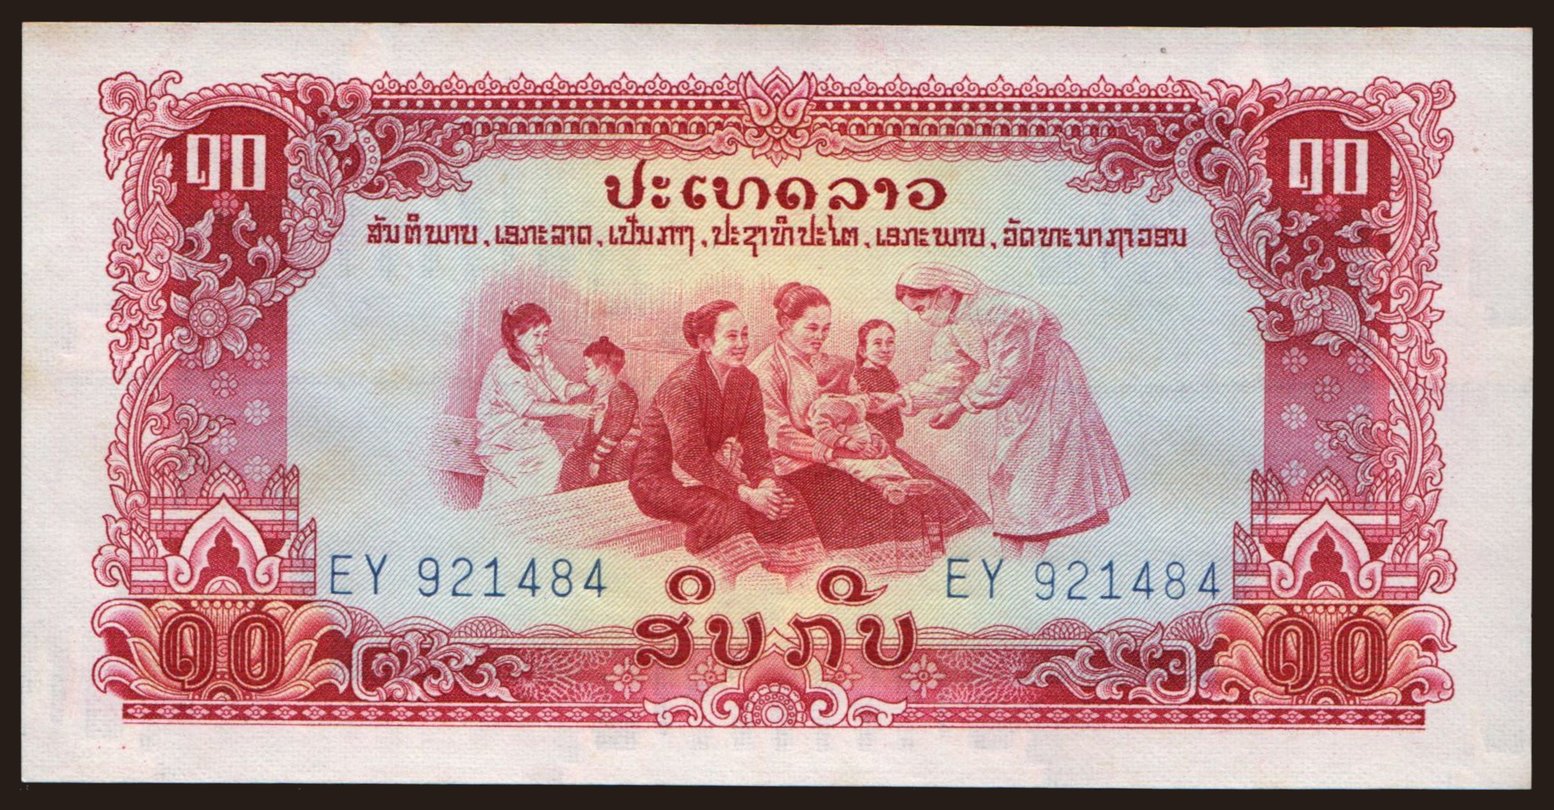 ໑໐ ໑໐
ປະເທດລາວ
ສັນຕິພາບ, ເອກະລາດ, ເປັນກາງ, ປະຊາທິປະໄຕ, ເອກະພາບ, ວັດທະນາຖາວອນ
EY 921484 EY 921484
ສິບກີບ
໑໐ ໑໐